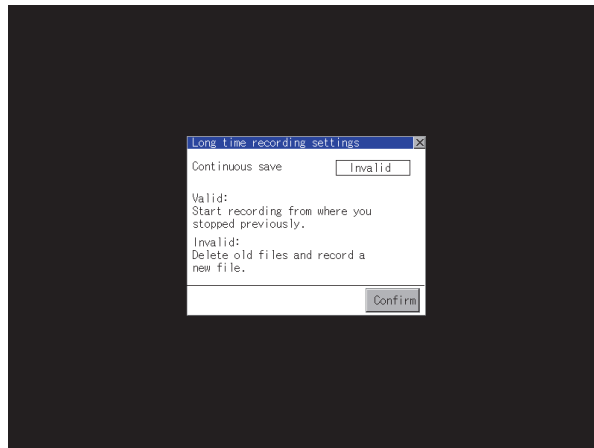 Long time recording settings
Continuous save Invalid
Valid:
Start recording from where you
stopped previously.
Invalid:
Delete old files and record a
new file.
Confirm